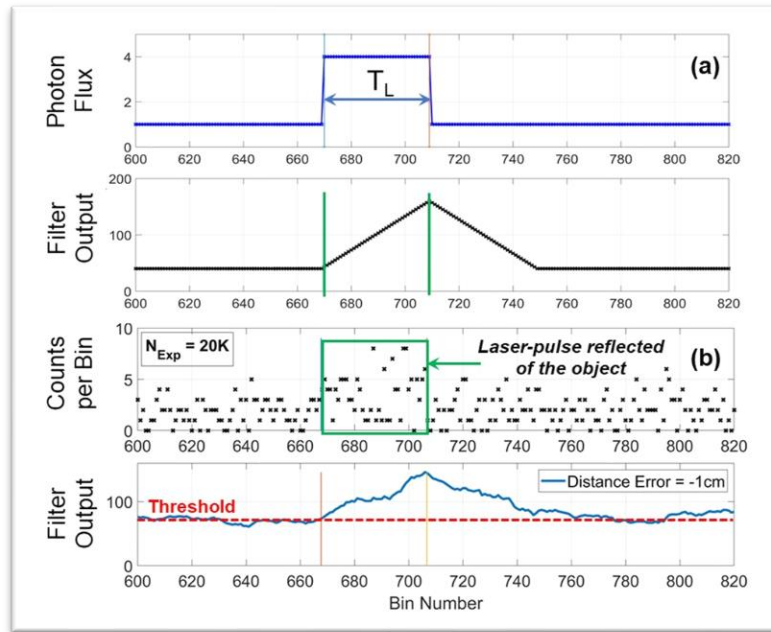 Photon
Flux
4
2
0
T_L
(a)
600 620 640 660 680 700 720 740 760 780 800 820
Filter
Output
200
100
0
600 620 640 660 680 700 720 740 760 780 800 820
Counts
per Bin
10
5
0
N_Exp = 20K
Laser-pulse reflected
of the object
(b)
600 620 640 660 680 700 720 740 760 780 800 820
Filter
Output
100
0
Threshold
Distance Error = -1cm
600 620 640 660 680 700 720 740 760 780 800 820
Bin Number